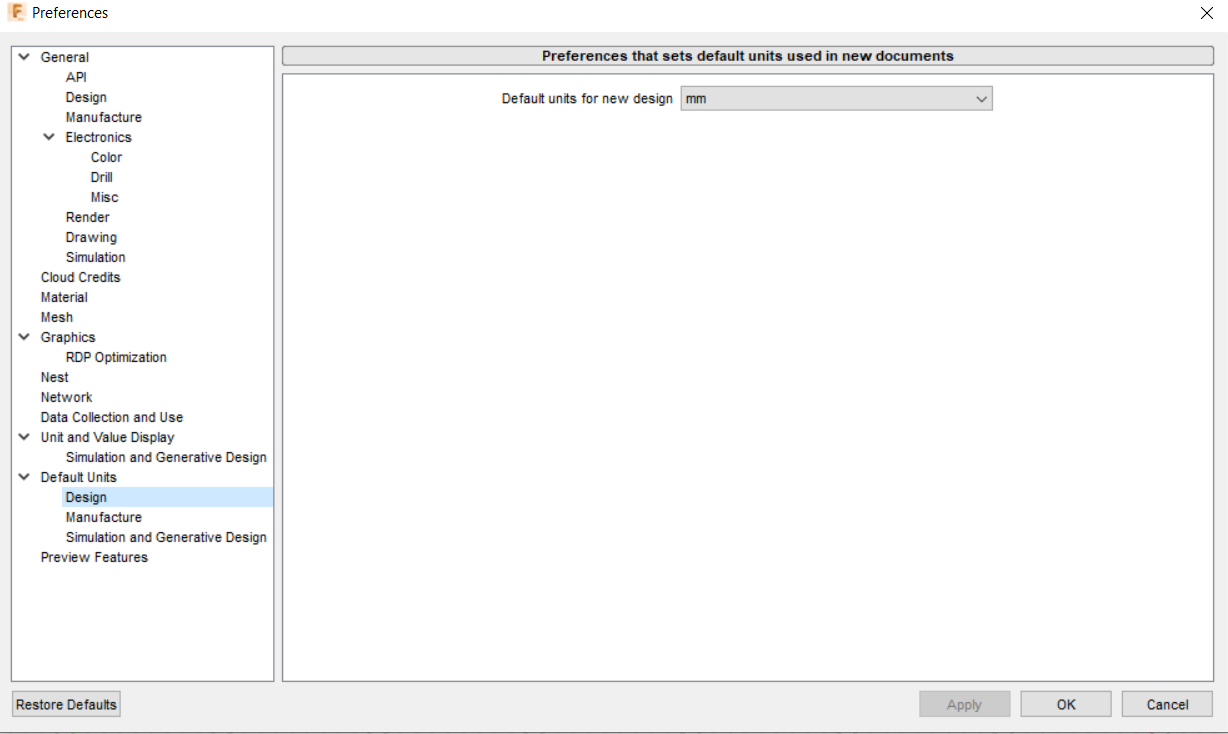 Preferences
General
API
Design
Manufacture
Electronics
Color
Drill
Misc
Render
Drawing
Simulation
Cloud Credits
Material
Mesh
Graphics
RDP Optimization
Nest
Network
Data Collection and Use
Unit and Value Display
Simulation and Generative Design
Default Units
Design
Manufacture
Simulation and Generative Design
Preview Features
Preferences that sets default units used in new documents
Default units for new design mm
Restore Defaults
Apply OK Cancel